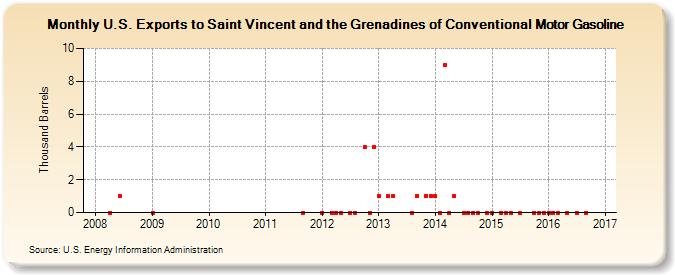 Monthly U.S. Exports to Saint Vincent and the Grenadines of Conventional Motor Gasoline
Thousand Barrels
10
8
6
4
2
0
2008 2009 2010 2011 2012 2013 2014 2015 2016 2017
Source: U.S. Energy Information Administration